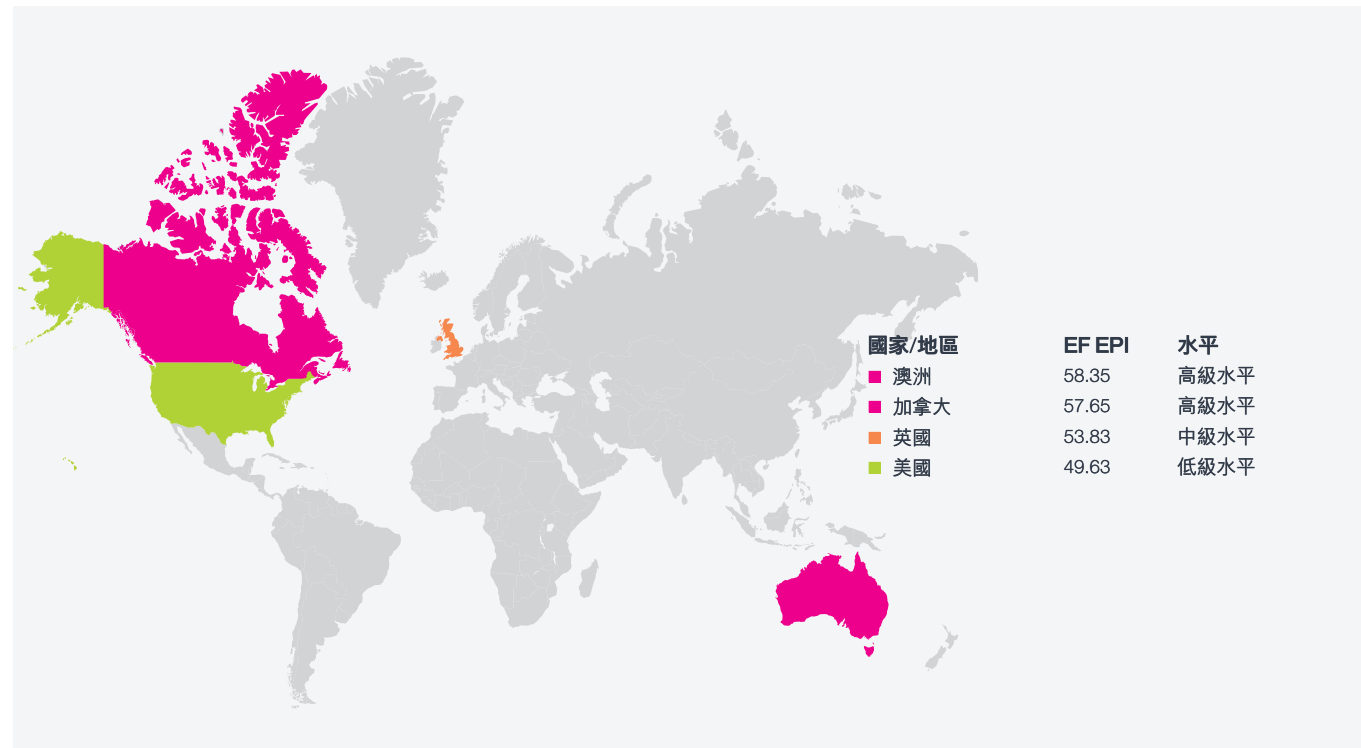 國家/地區 EF EPI 水平
澳洲 58.35 高級水平
加拿大 57.65 高級水平
英國 53.83 中級水平
美國 49.63 低級水平